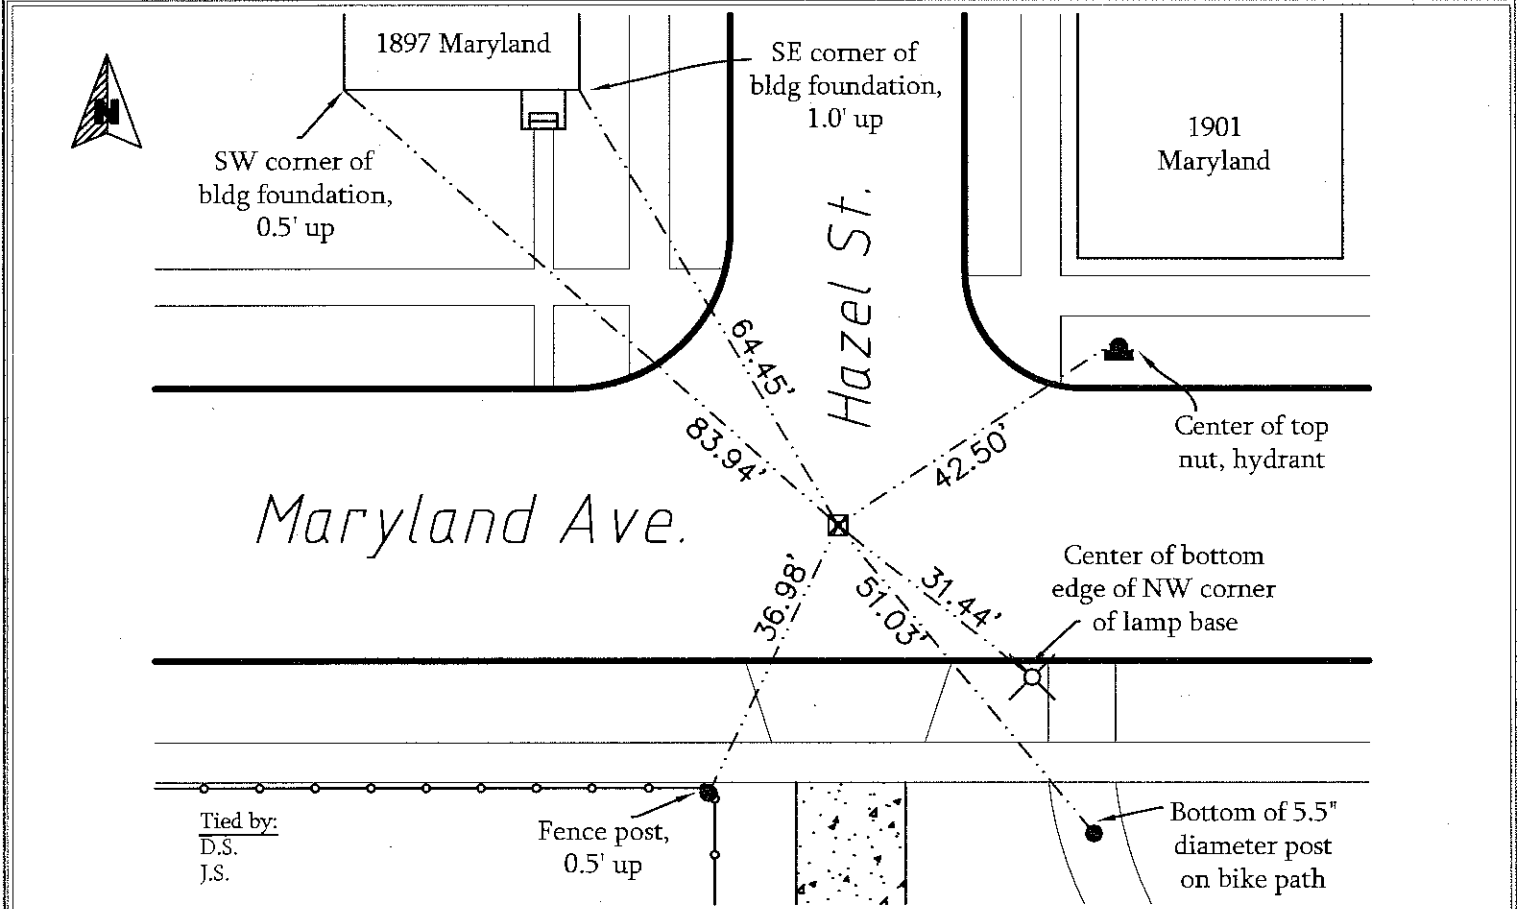 1897 Maryland
SE corner of
bldg foundation,
1.0' up
N
1901
Maryland
SW corner of
bldg foundation,
0.5' up
Hazel St.
64.45'
83.94'
42.50'
Center of top
nut, hydrant
Maryland Ave.
Center of bottom
edge of NW corner
of lamp base
31.44'
51.03'
36.98'
Tied by:
D.S.
J.S.
Fence post,
0.5' up
Bottom of 5.5"
diameter post
on bike path